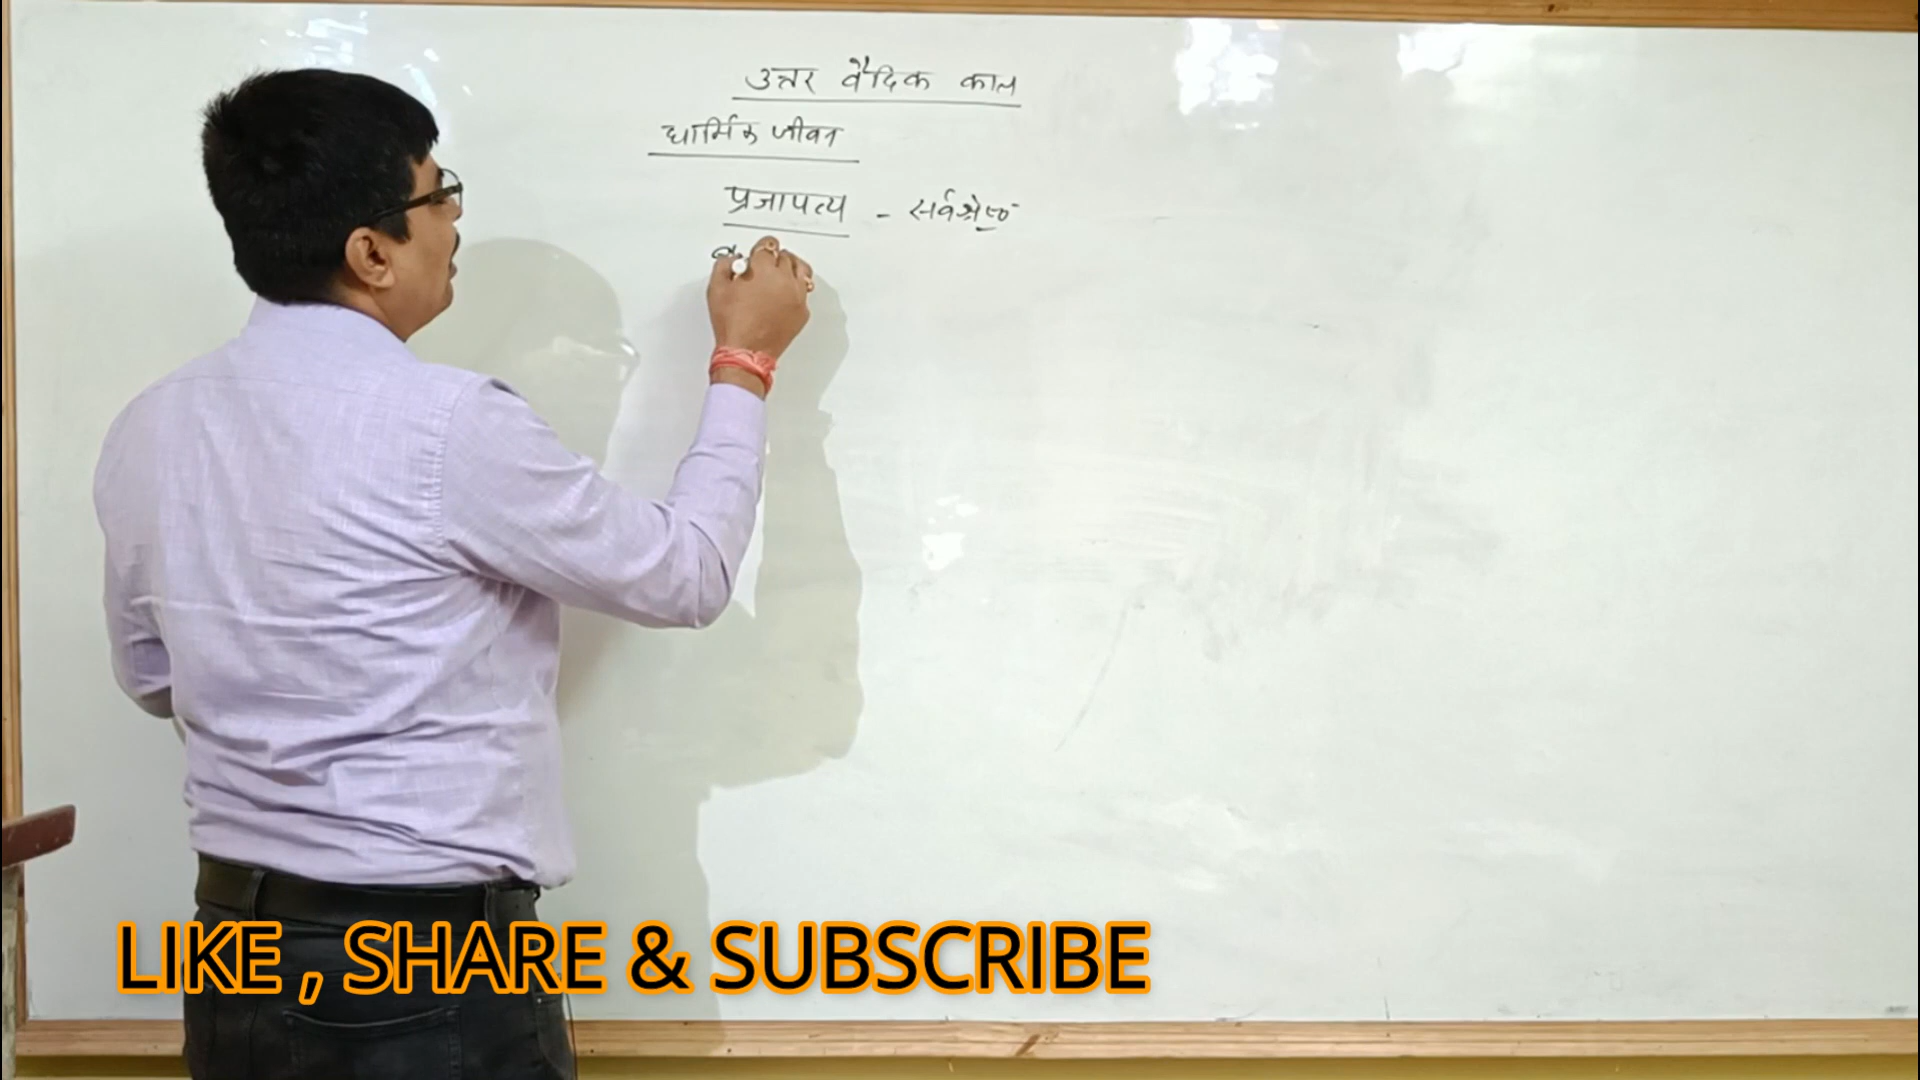 उत्तर वैदिक काल
धार्मिक जीवन
प्रजापत्य - सर्वश्रेष्ठ
LIKE , SHARE & SUBSCRIBE